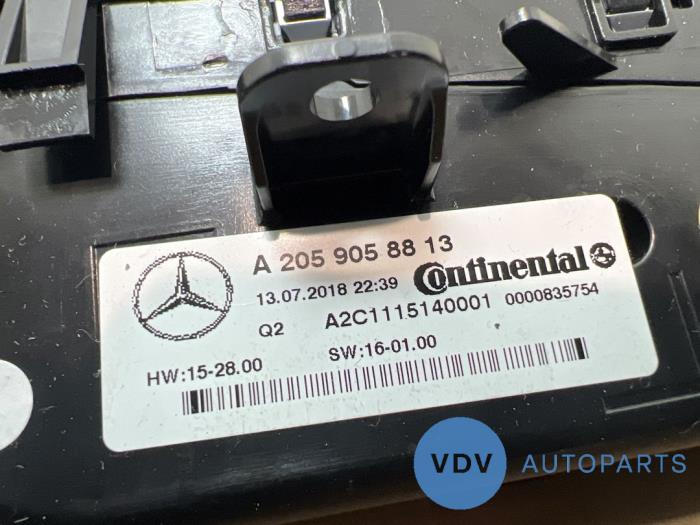 A 205 905 88 13
13.07.2018 22:39 Continental
Q2 A2C1115140001 0000835754
HW:15-28.00 SW:16-01.00
VDV AUTOPARTS